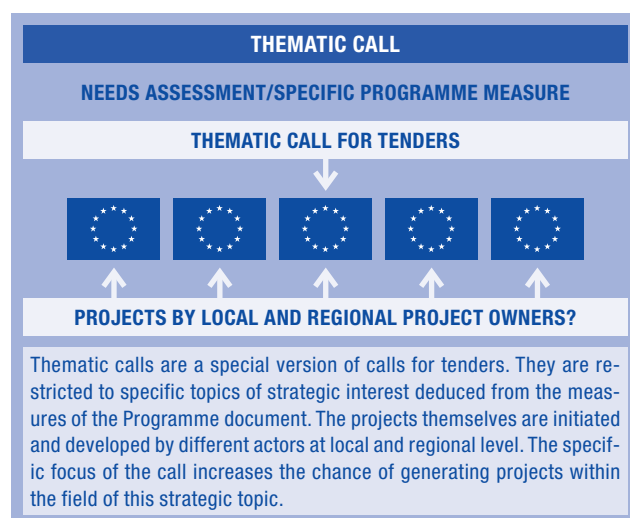 THEMATIC CALL
NEEDS ASSESSMENT/SPECIFIC PROGRAMME MEASURE
THEMATIC CALL FOR TENDERS
PROJECTS BY LOCAL AND REGIONAL PROJECT OWNERS?
Thematic calls are a special version of calls for tenders. They are re-
stricted to specific topics of strategic interest deduced from the meas-
ures of the Programme document. The projects themselves are initiated
and developed by different actors at local and regional level. The specif-
ic focus of the call increases the chance of generating projects within
the field of this strategic topic.